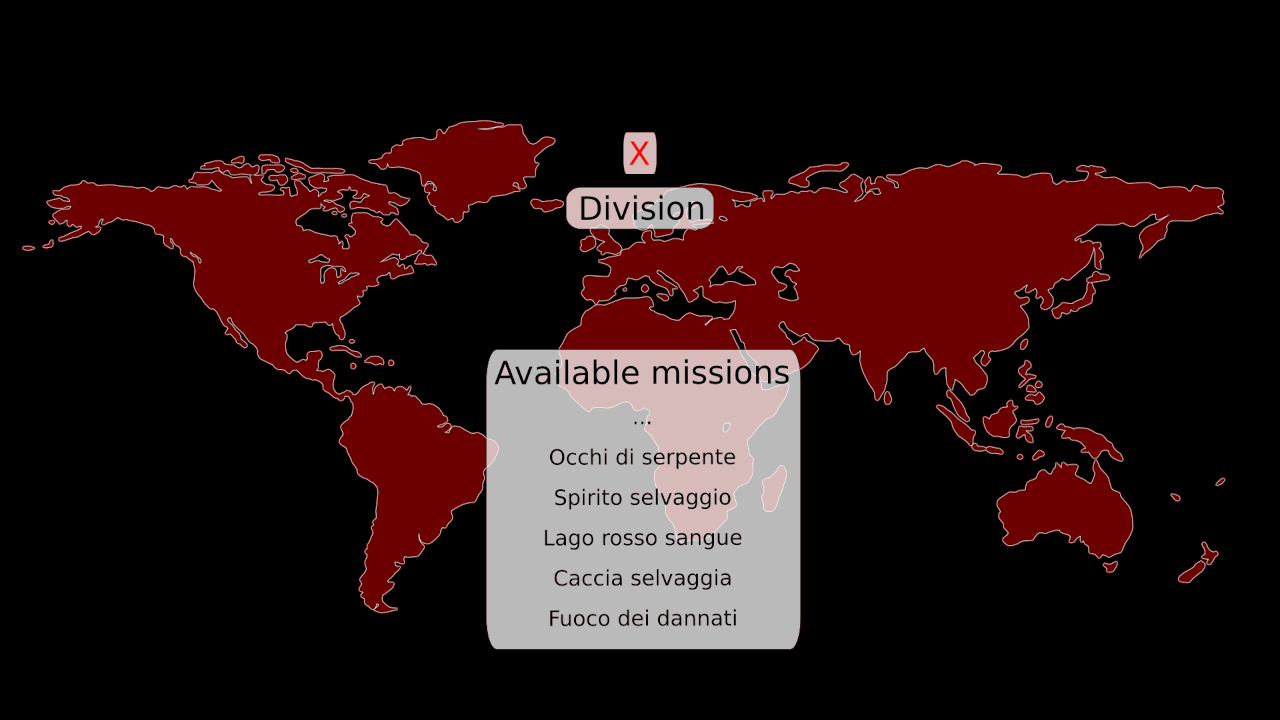 X
Division
Available missions
...
Occhi di serpente
Spirito selvaggio
Lago rosso sangue
Caccia selvaggia
Fuoco dei dannati